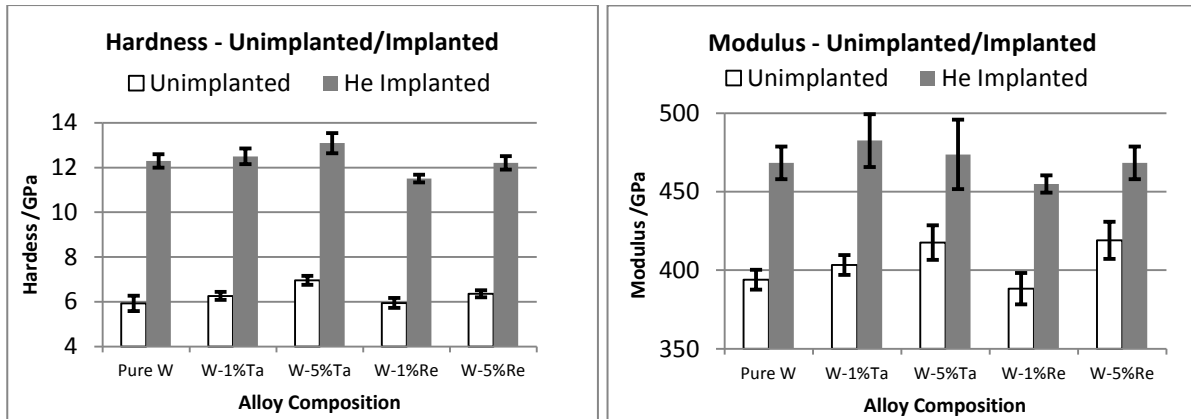 Hardness - Unimplanted/Implanted
Unimplanted He Implanted
14
12
10
8
6
4
Hardess /GPa
Pure W W-1%Ta W-5%Ta W-1%Re W-5%Re
Alloy Composition
Modulus - Unimplanted/Implanted
Unimplanted He Implanted
500
450
400
350
Modulus /GPa
Pure W W-1%Ta W-5%Ta W-1%Re W-5%Re
Alloy Composition